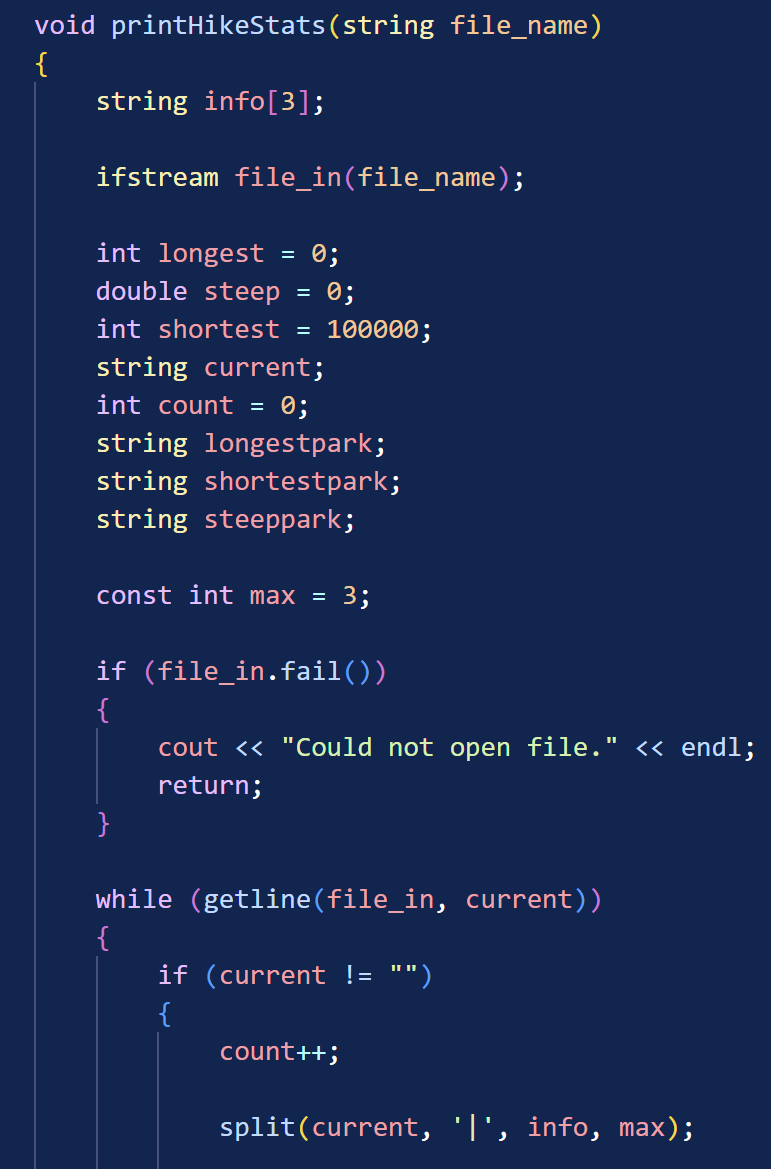 void printHikeStats(string file_name)
{
    string info[3];

    ifstream file_in(file_name);

    int longest = 0;
    double steep = 0;
    int shortest = 100000;
    string current;
    int count = 0;
    string longestpark;
    string shortestpark;
    string steeppark;

    const int max = 3;

    if (file_in.fail())
    {
        cout << "Could not open file." << endl;
        return;
    }

    while (getline(file_in, current))
    {
        if (current != "")
        {
            count++;

            split(current, '|', info, max);